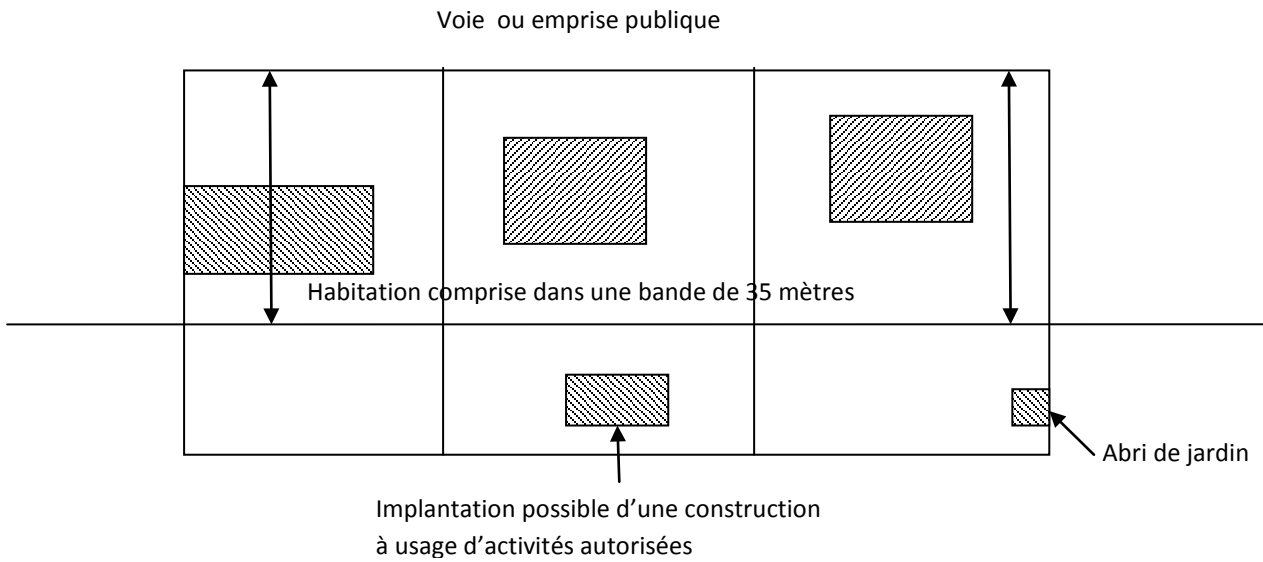 Voie ou emprise publique
Habitation comprise dans une bande de 35 mètres
Abri de jardin
Implantation possible d’une construction
à usage d’activités autorisées